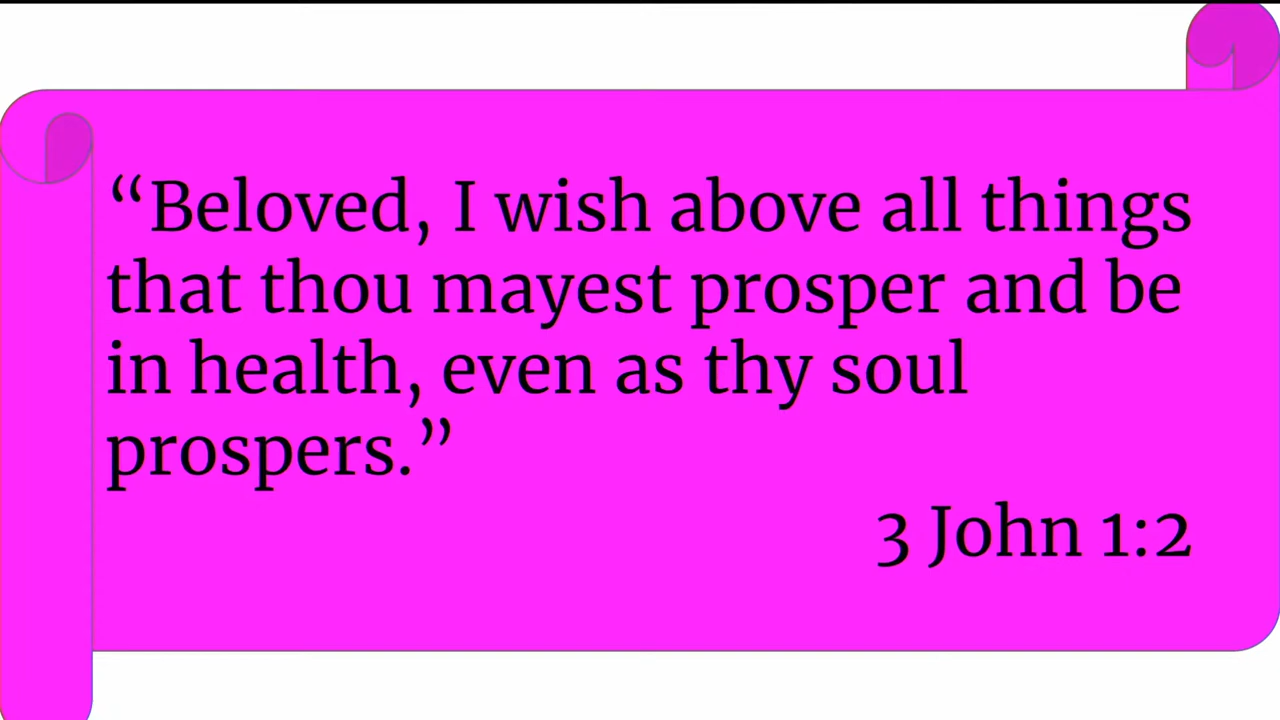 “Beloved, I wish above all things
that thou mayest prosper and be
in health, even as thy soul
prospers.”
3 John 1:2